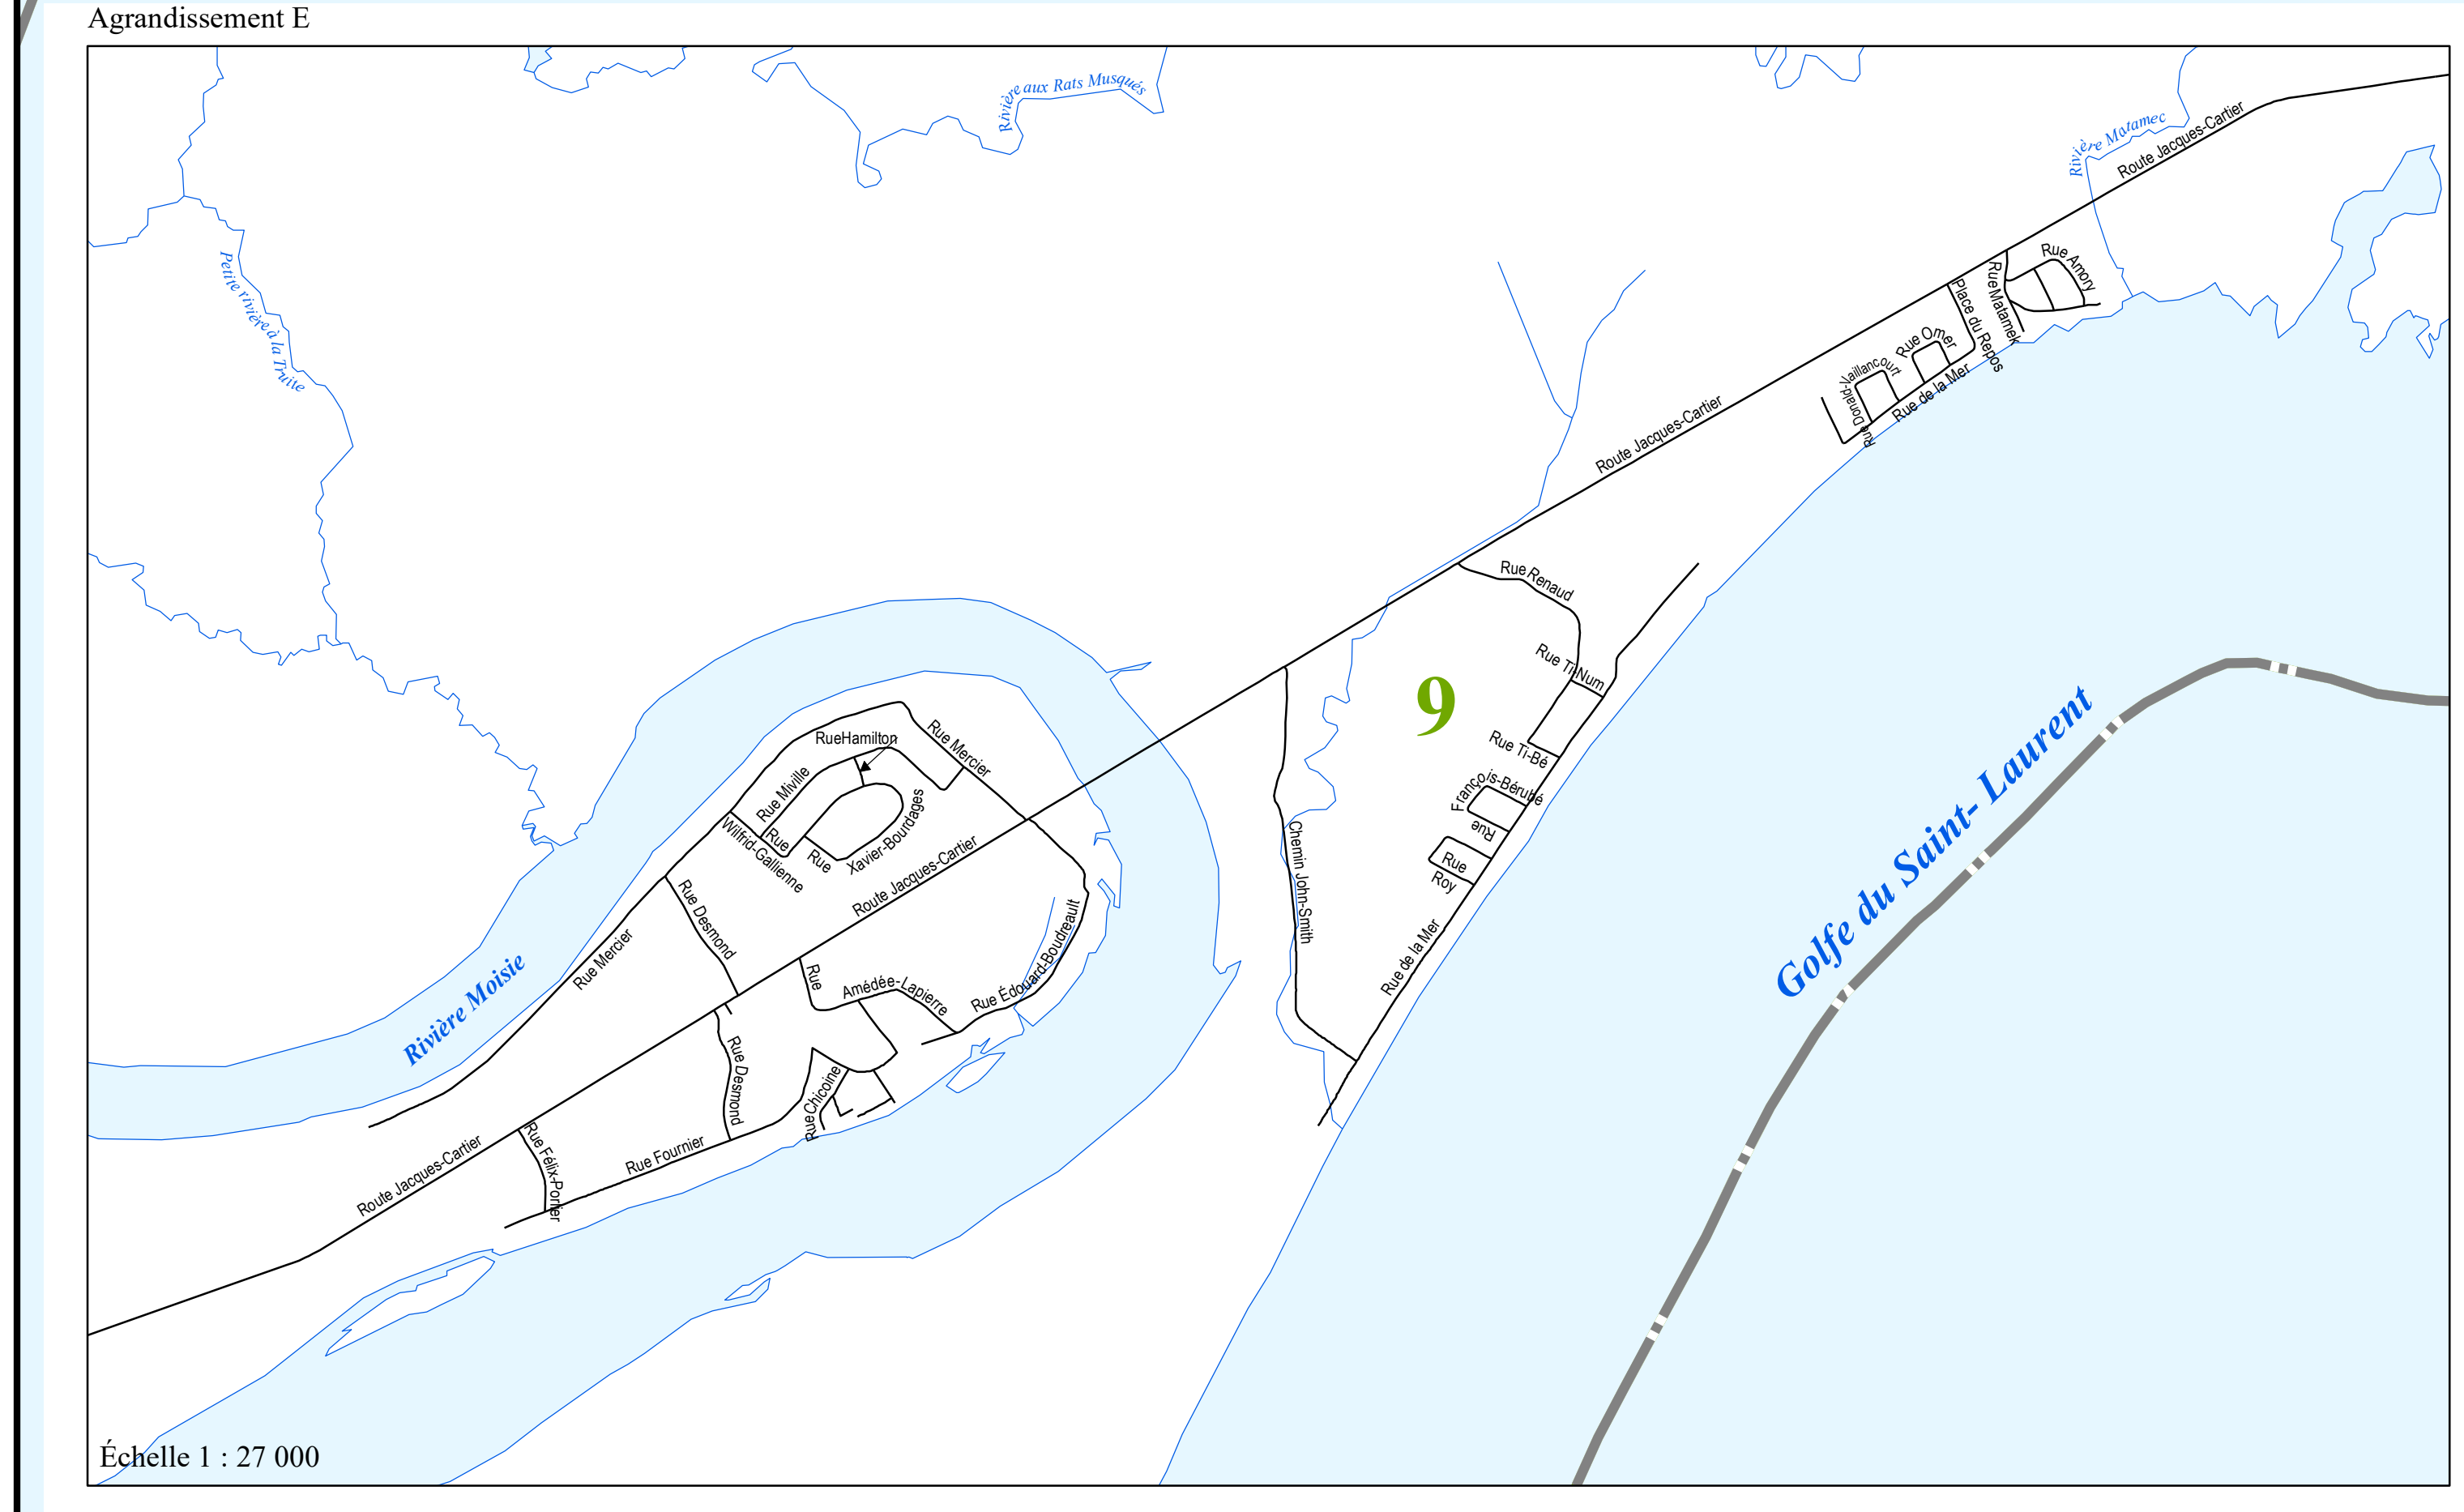 Agrandissement E
Rivière aux Rats Musqués
Rivière Matamec
Route Jacques-Cartier
Petite rivière à la Truite
Rue Amory
Rue Matamek
Place du Repos
Rue Omer
Rue Donald-Vaillancourt
Rue de la Mer
Route Jacques-Cartier
Rue Renaud
Rue Ti-Num
9
Rue Ti-Bé
Rue François-Bérubé
Rue Roy
Rue de la Mer
Chemin John-Smith
Golfe du Saint- Laurent
RueHamilton
Rue Mercier
Rue Miville
Rue Wilfrid-Gallienne
Rue Xavier-Bourdages
Route Jacques-Cartier
Rue Desmond
Rue Mercier
Rivière Moisie
Rue Amédée-Lapierre
Rue Édouard-Boudreault
Rue Desmond
Rue Chicoine
Rue Fournier
Rue Félix-Portier
Route Jacques-Cartier
Échelle 1 : 27 000